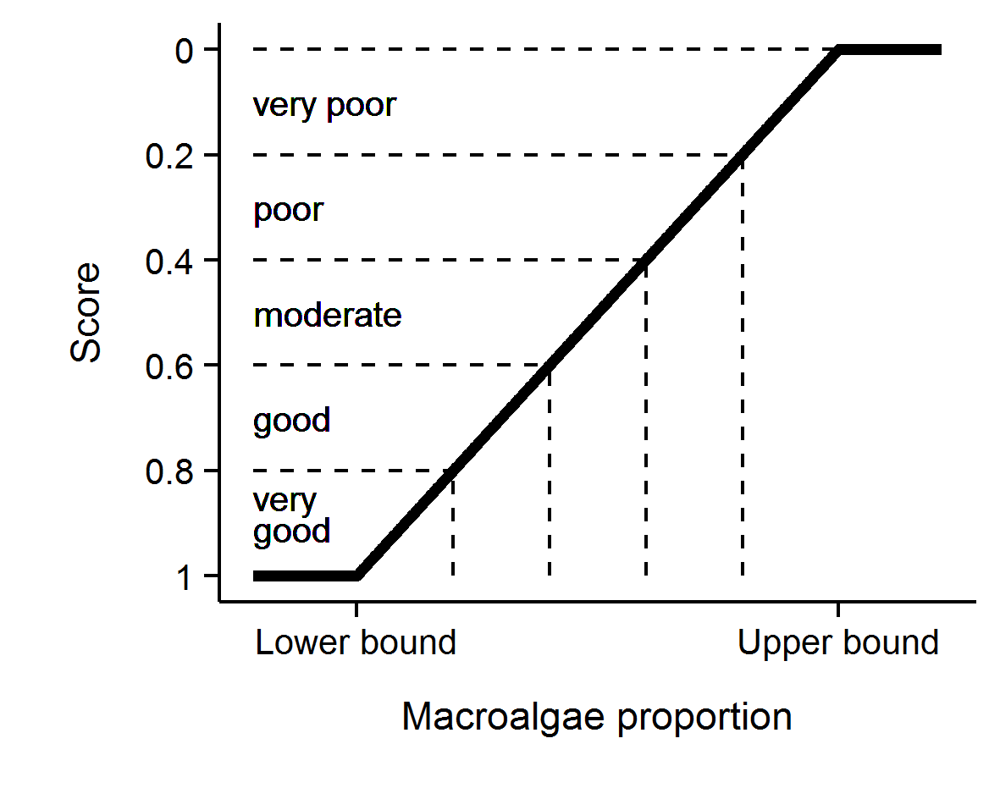 0
very poor
0.2
poor
0.4
Score
moderate
0.6
good
0.8
very
good
1
Lower bound
Upper bound
Macroalgae proportion